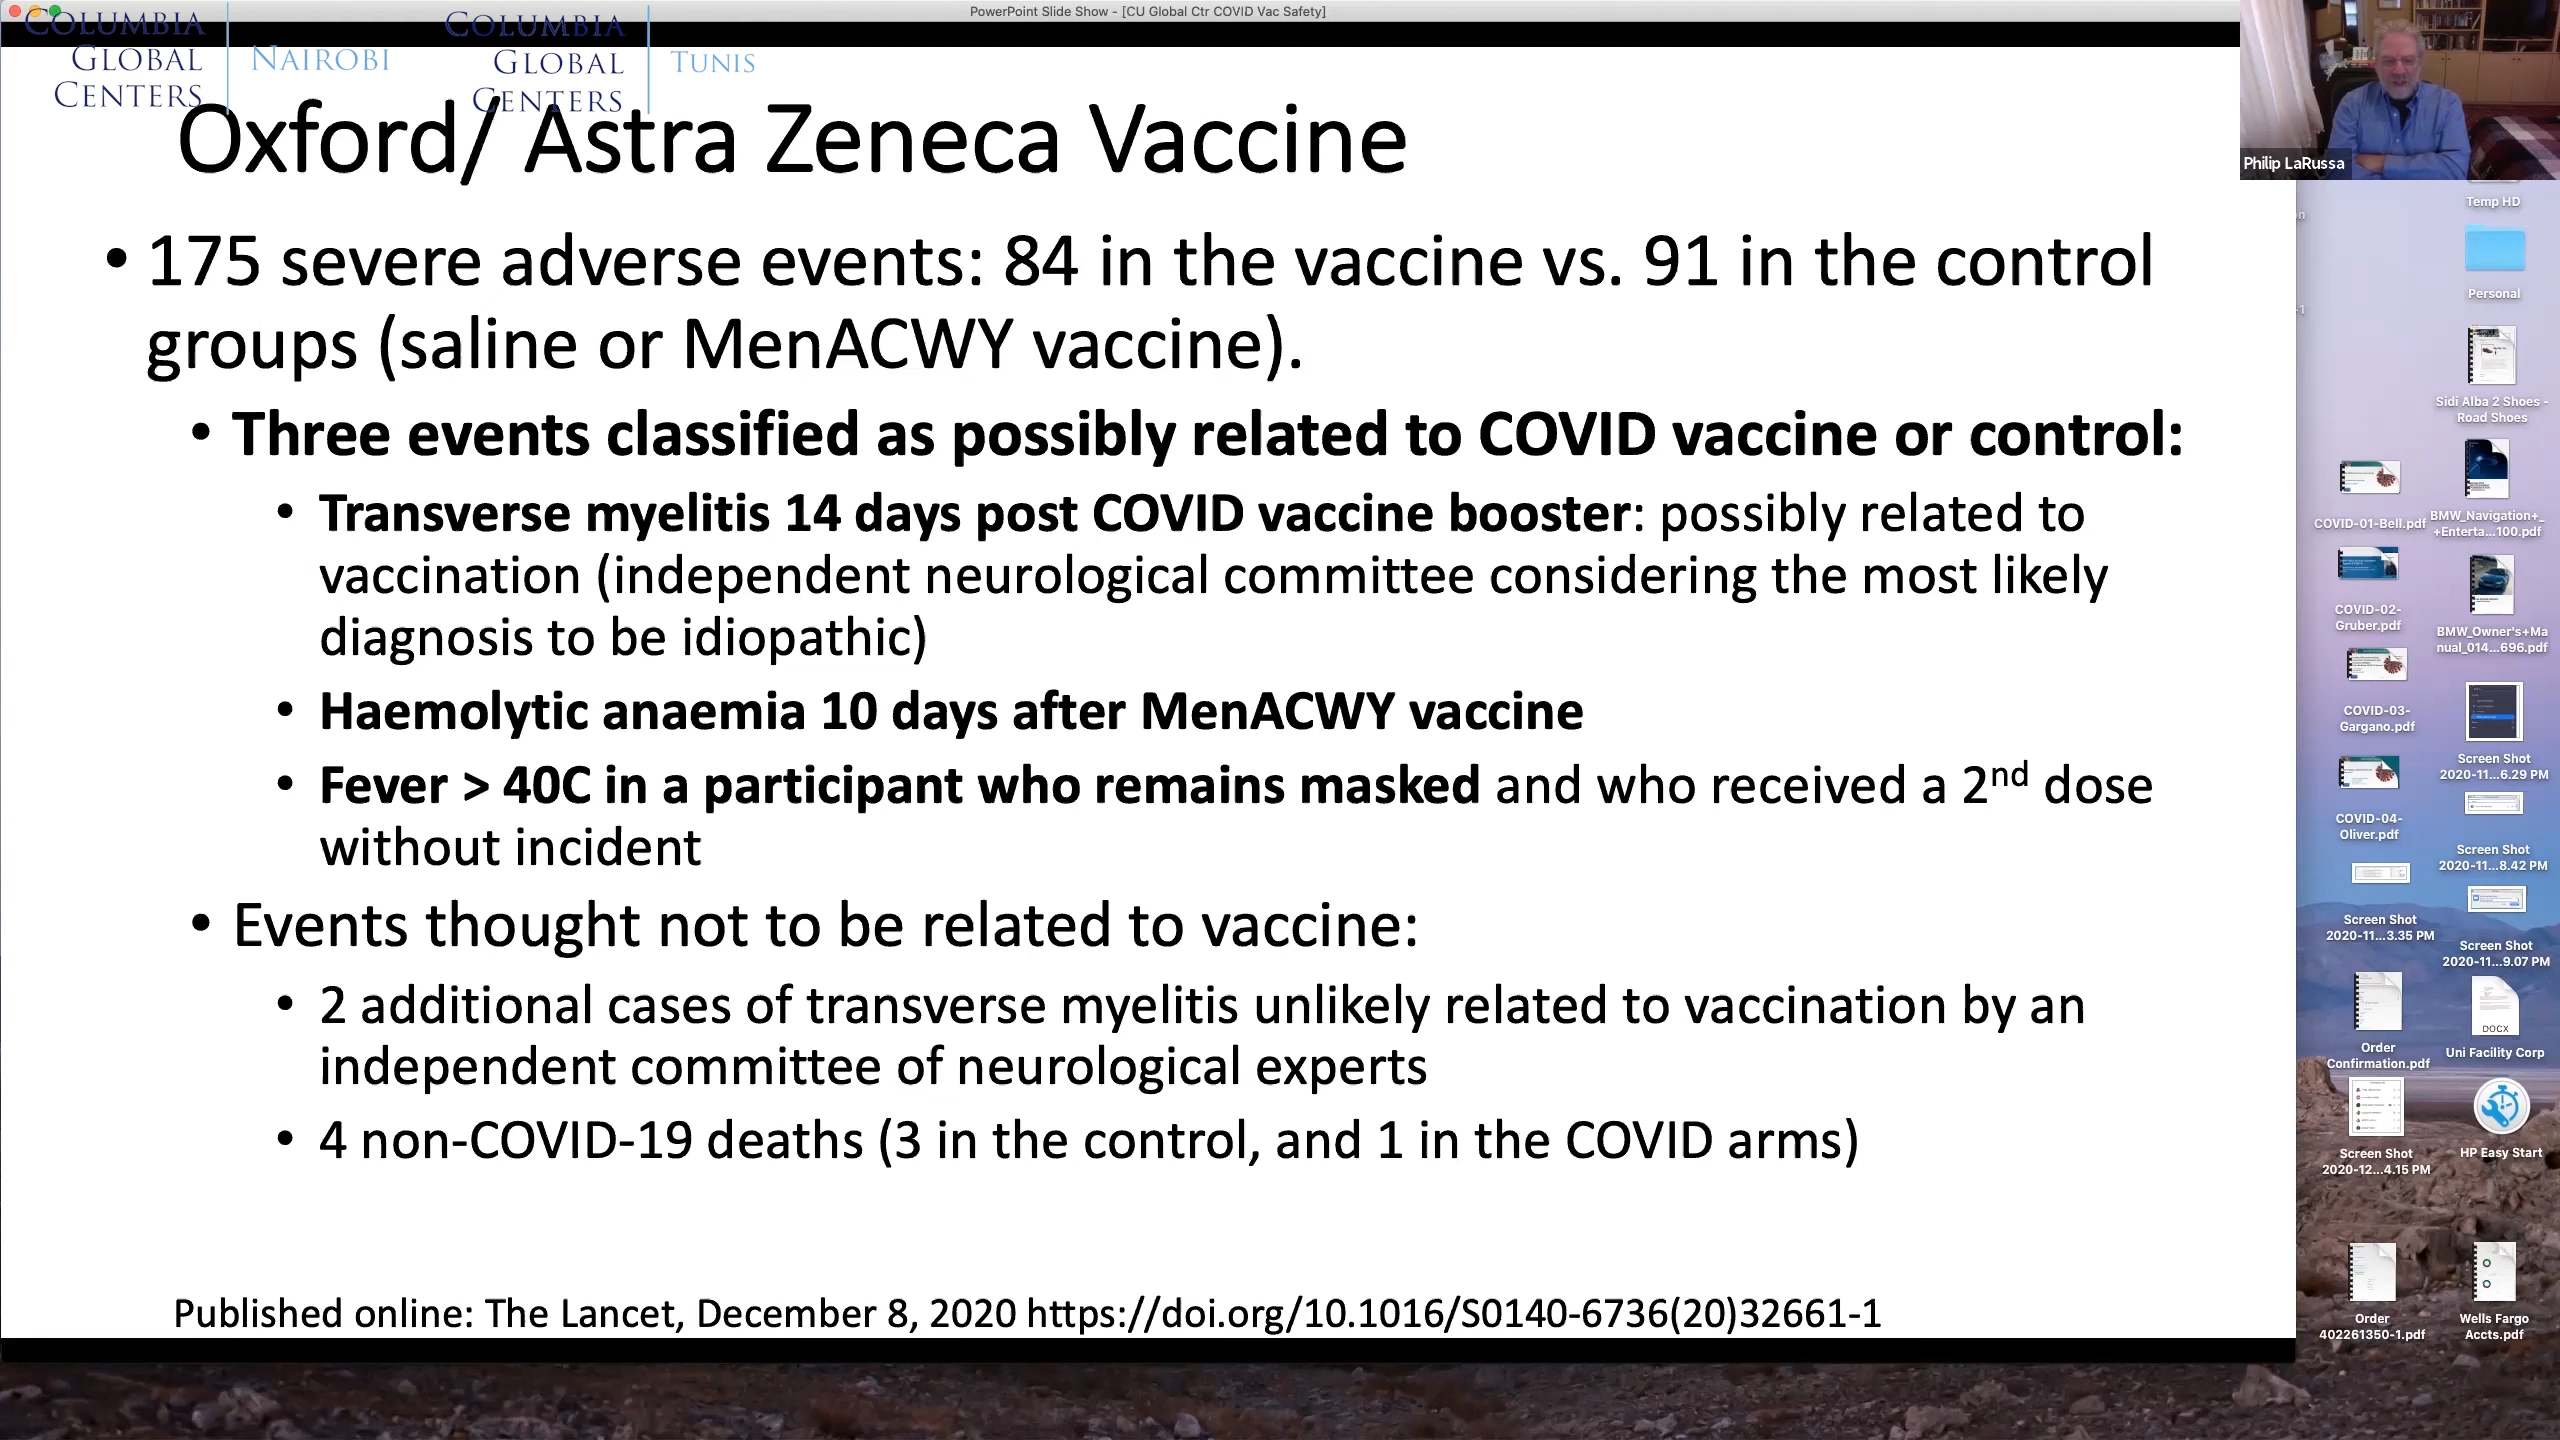 PowerPoint Slide Show - [CU Global Ctr COVID Vac Safety]
COLUMBIA
GLOBAL
CENTERS
NAIROBI
COLUMBIA
GLOBAL
CENTERS
TUNIS
Oxford/ Astra Zeneca Vaccine
• 175 severe adverse events: 84 in the vaccine vs. 91 in the control
groups (saline or MenACWY vaccine).
• Three events classified as possibly related to COVID vaccine or control:
• Transverse myelitis 14 days post COVID vaccine booster: possibly related to
vaccination (independent neurological committee considering the most likely
diagnosis to be idiopathic)
• Haemolytic anaemia 10 days after MenACWY vaccine
• Fever > 40C in a participant who remains masked and who received a 2nd dose
without incident
• Events thought not to be related to vaccine:
• 2 additional cases of transverse myelitis unlikely related to vaccination by an
independent committee of neurological experts
• 4 non-COVID-19 deaths (3 in the control, and 1 in the COVID arms)
Published online: The Lancet, December 8, 2020 https://doi.org/10.1016/S0140-6736(20)32661-1
Philip LaRussa
Temp HD
Personal
Sidi Alba 2 Shoes -
Road Shoes
COVID-01-Bell.pdf
BMW_Navigation+_
+Enterta...100.pdf
COVID-02-
Gruber.pdf
BMW_Owner's+Ma
nual_014...696.pdf
COVID-03-
Gargano.pdf
Screen Shot
2020-11...6.29 PM
COVID-04-
Oliver.pdf
Screen Shot
2020-11...8.42 PM
Screen Shot
2020-11...3.35 PM
Screen Shot
2020-11...9.07 PM
DOCX
Order
Confirmation.pdf
Uni Facility Corp
Screen Shot
2020-12...4.15 PM
HP Easy Start
Order
402261350-1.pdf
Wells Fargo
Accts.pdf